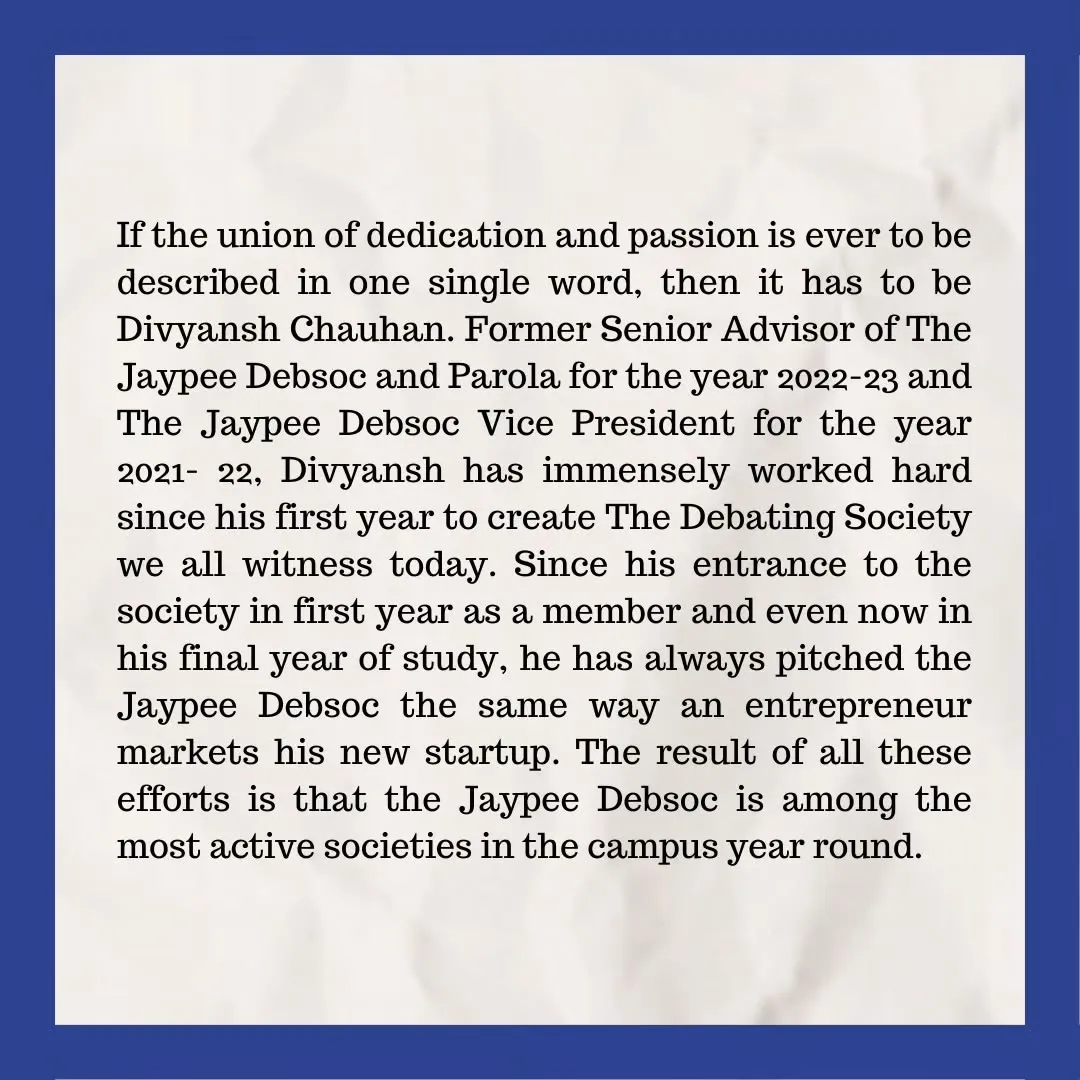 If the union of dedication and passion is ever to be
described in one single word, then it has to be
Divyansh Chauhan. Former Senior Advisor of The
Jaypee Debsoc and Parola for the year 2022-23 and
The Jaypee Debsoc Vice President for the year
2021- 22, Divyansh has immensely worked hard
since his first year to create The Debating Society
we all witness today. Since his entrance to the
society in first year as a member and even now in
his final year of study, he has always pitched the
Jaypee Debsoc the same way an entrepreneur
markets his new startup. The result of all these
efforts is that the Jaypee Debsoc is among the
most active societies in the campus year round.